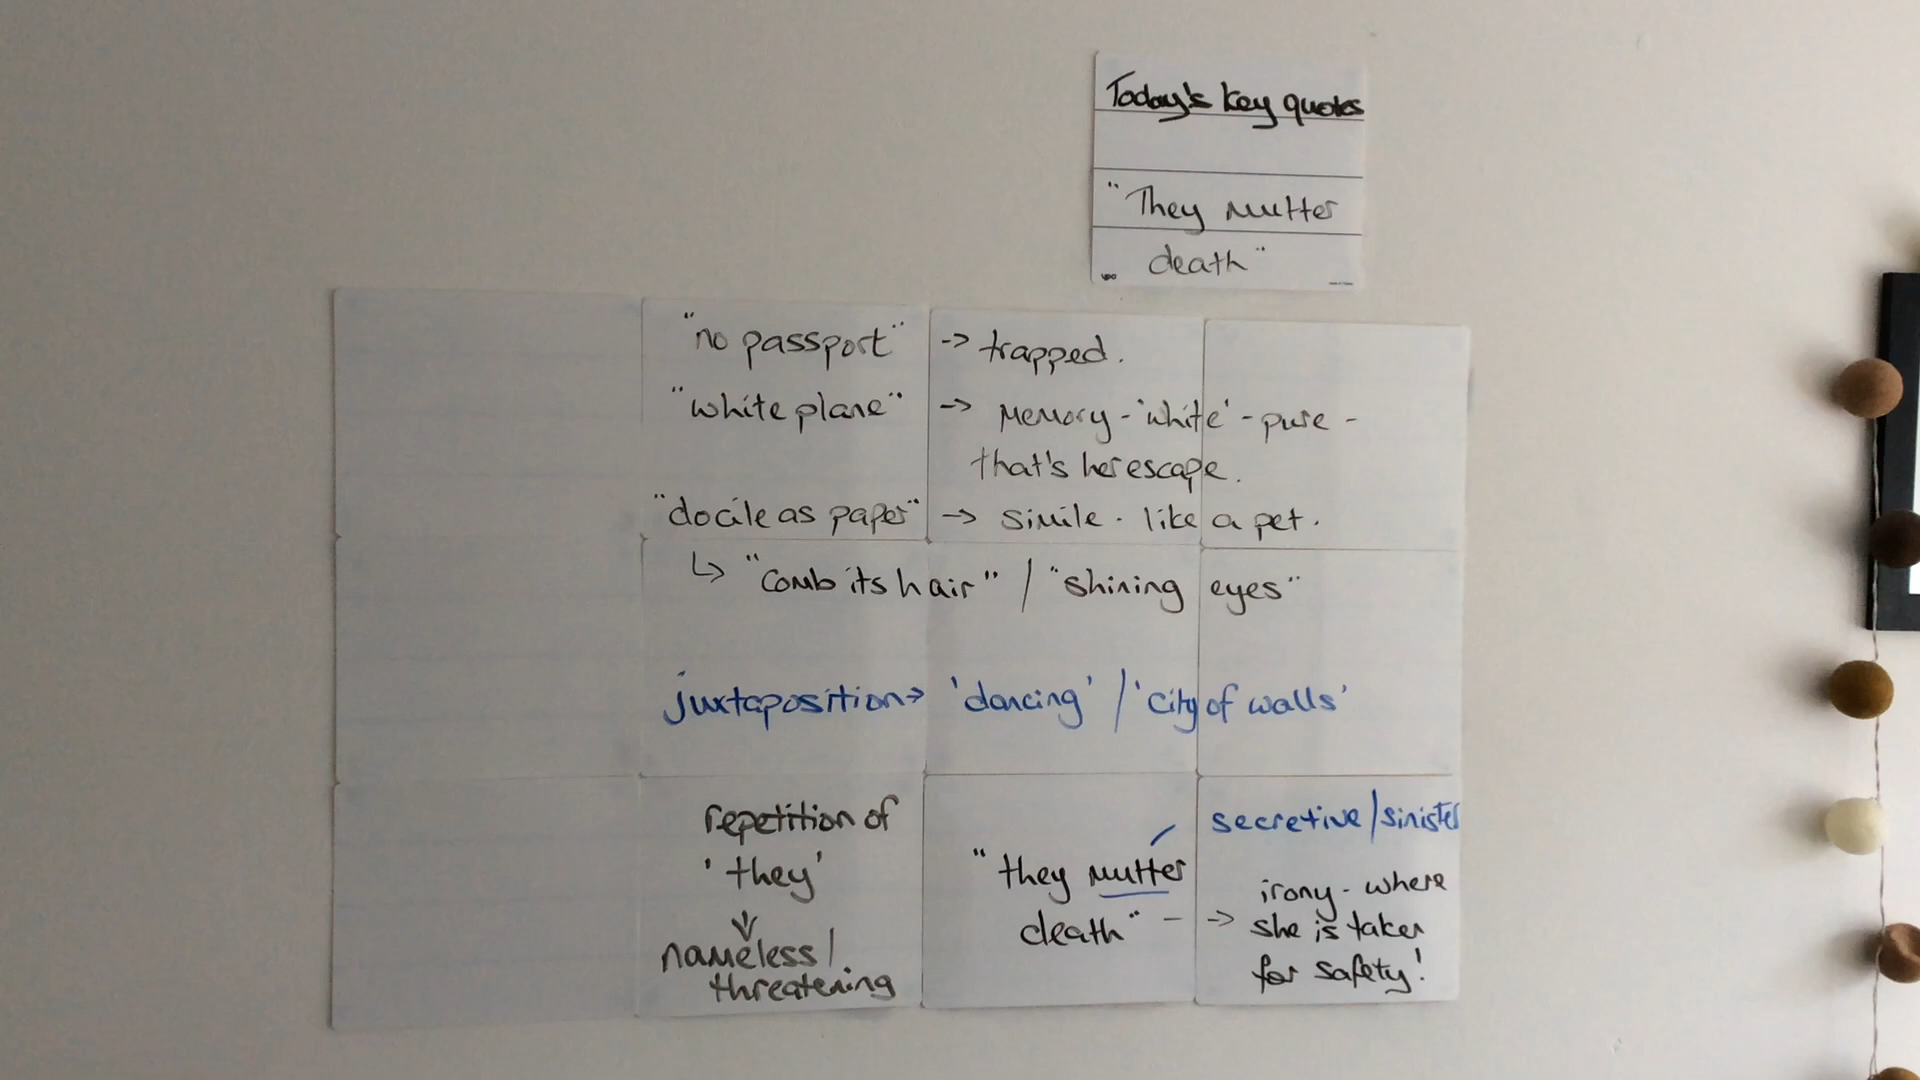 Today's key quotes
"They mutter
death"
"no passport" -> trapped.
"white plane" -> memory - 'white' - pure -
that's her escape.
"docile as paper" -> simile. like a pet.
↳ "comb its hair" / "shining eyes"
juxtaposition → 'dancing' / 'city of walls'
repetition of
'they'
↓
nameless /
threatening
"they mutter
death" - ->
secretive / sinister
irony - where
she is taken
for safety!